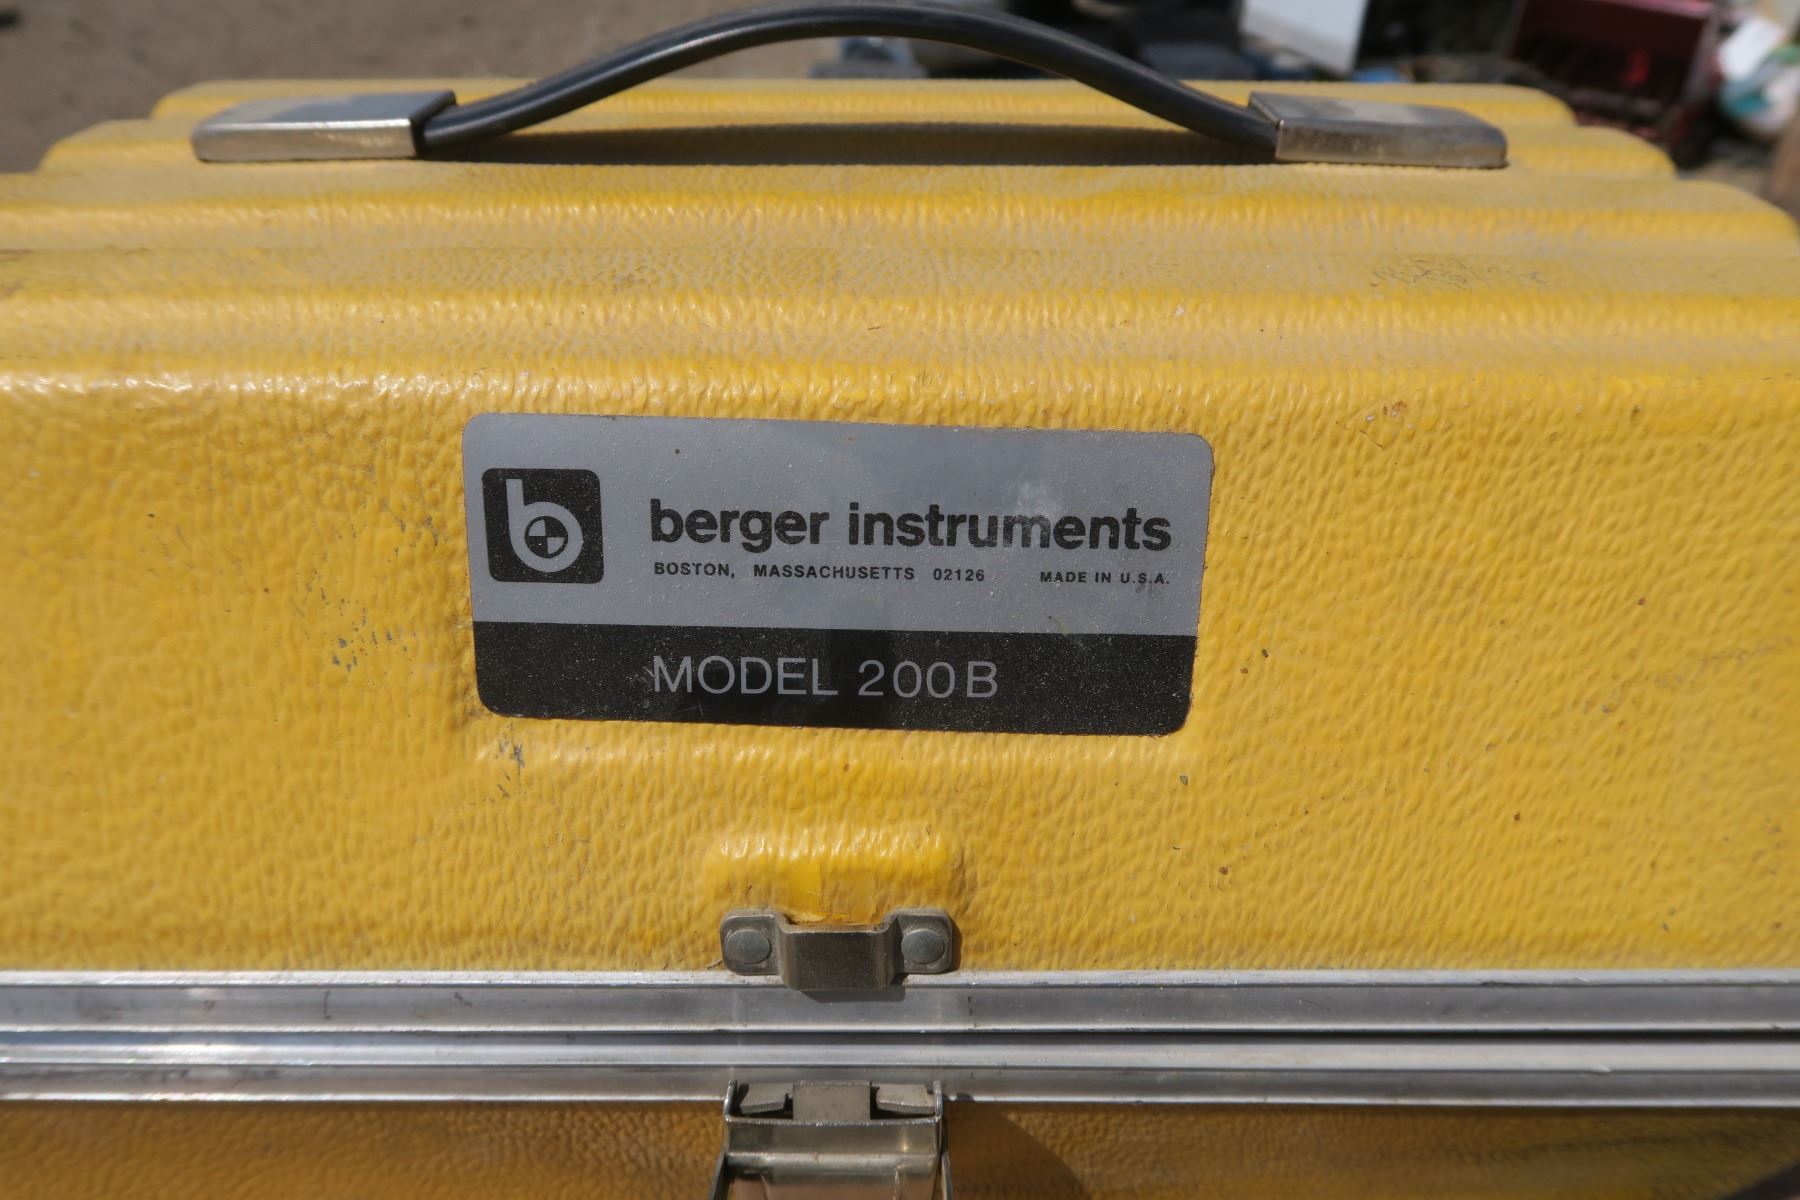 b
berger instruments
BOSTON, MASSACHUSETTS 02126 MADE IN U.S.A.
MODEL 200B